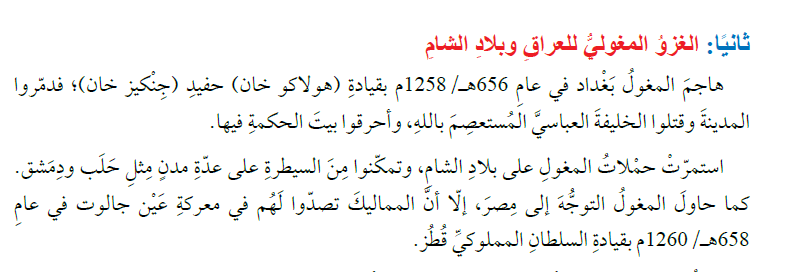 ثانيًا: الغزوُ المغوليُّ للعراقِ وبلادِ الشامِ
هاجمَ المغولُ بَغْداد في عامِ 656هـ/ 1258م بقيادةِ (هولاكو خان) حفيدِ (جِنْكيز خان)؛ فدمّروا
المدينةَ وقتلوا الخليفةَ العباسيَّ المُستعصِمَ باللهِ، وأحرقوا بيتَ الحكمةِ فيها.
استمرّتْ حمْلاتُ المغولِ على بلادِ الشامِ، وتمكّنوا مِنَ السيطرةِ على عدّةِ مدنٍ مِثلِ حَلَب ودِمَشق.
كما حاولَ المغولُ التوجُّهَ إلى مِصرَ، إلّا أنَّ المماليكَ تصدّوا لَهُم في معركةِ عَيْن جالوت في عامِ
658هـ/ 1260م بقيادةِ السلطانِ المملوكيِّ قُطُز.